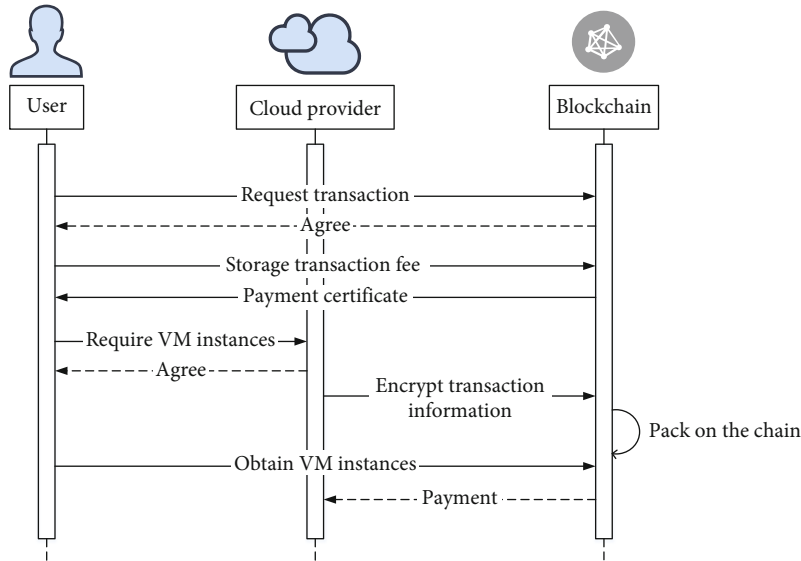 User
Cloud provider
Blockchain
Request transaction
Agree
Storage transaction fee
Payment certificate
Require VM instances
Agree
Encrypt transaction
information
Pack on the chain
Obtain VM instances
Payment